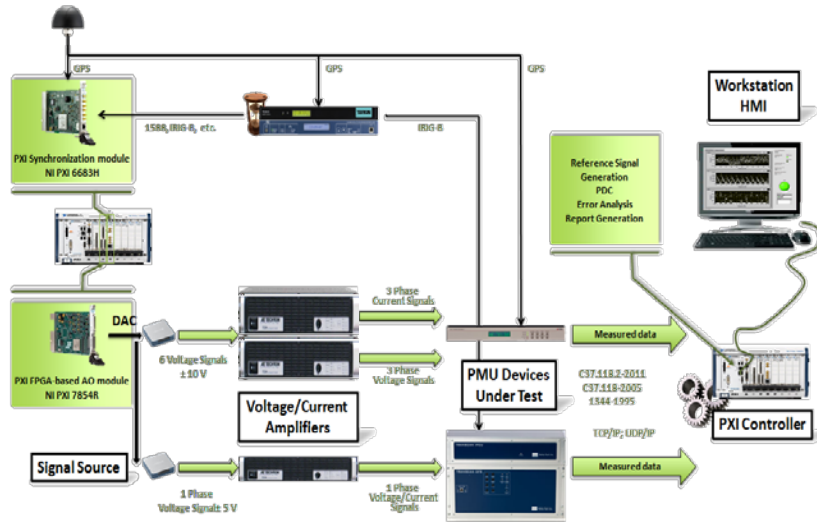 GPS
GPS
GPS
Workstation
HMI
1588, IRIG-B, etc.
IRIG-B
PXI Synchronization module
NI PXI 6683H
Reference Signal
Generation
PDC
Error Analysis
Report Generation
3 Phase
Current Signals
DAC
6 Voltage Signals
±10 V
Measured data
PXI FPGA-based AO module
NI PXI 7854R
3 Phase
Voltage Signals
PMU Devices
Under Test
C37.118.2-2011
C37.118-2005
1344-1995
Voltage/Current
Amplifiers
PXI Controller
TCP/IP; UDP/IP
Signal Source
Measured data
1 Phase
Voltage Signal± 5 V
1 Phase
Voltage/Current
Signals